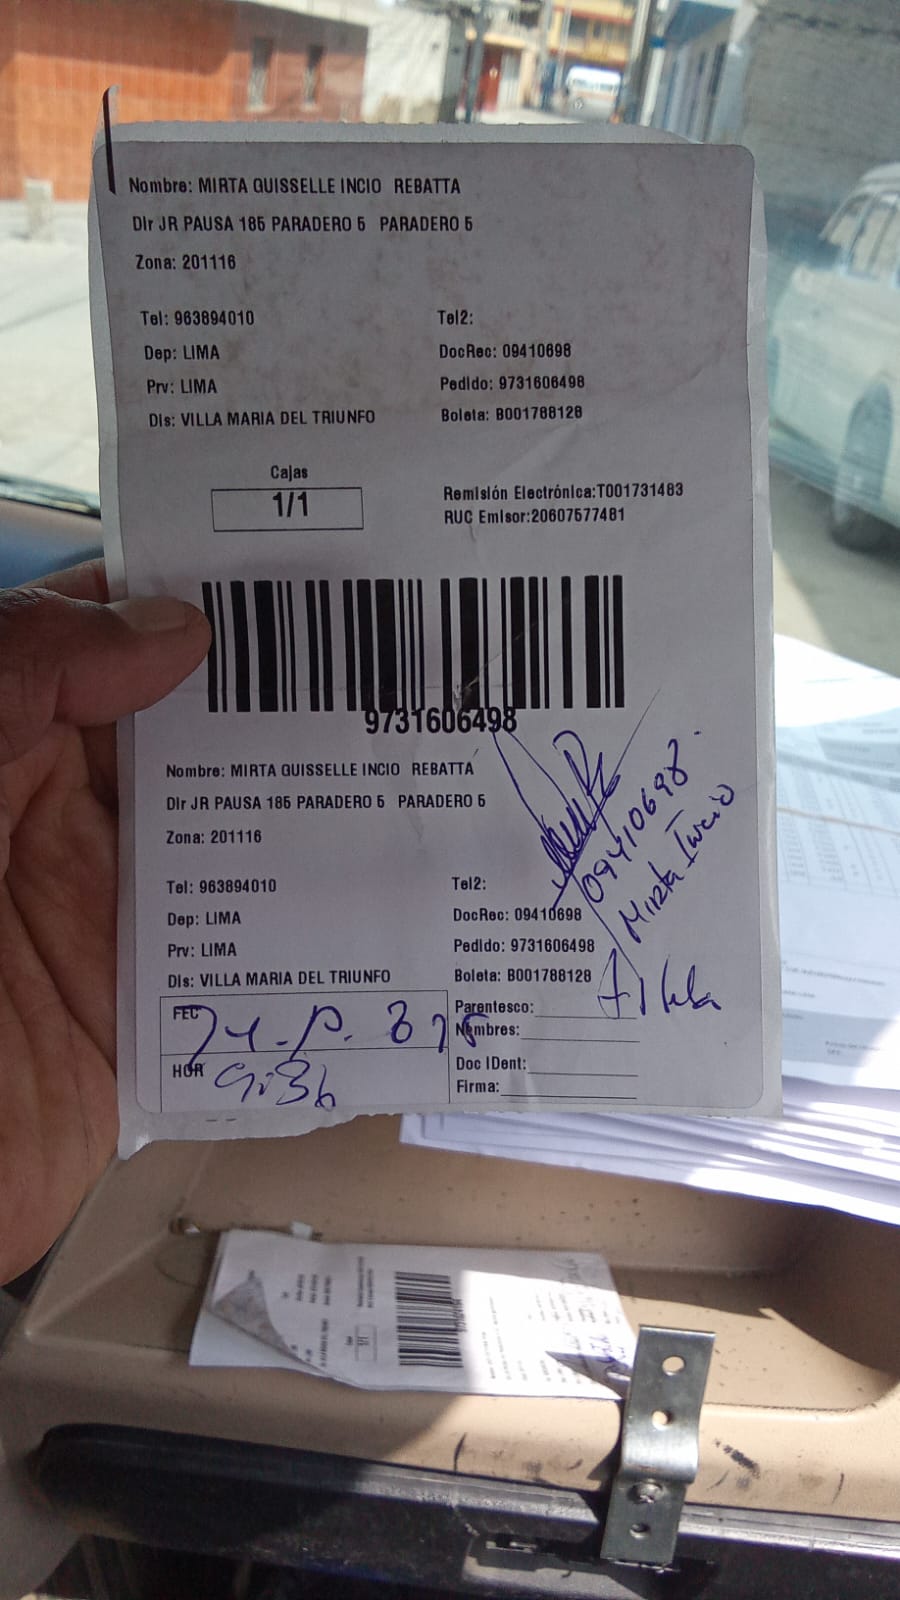 Nombre: MIRTA GUISSELLE INCIO REBATTA
Dir JR PAUSA 185 PARADERO 5 PARADERO 5
Zona: 201116
Tel: 963894010 Tel2:
Dep: LIMA DocRec: 09410698
Prv: LIMA Pedido: 9731606498
Dis: VILLA MARIA DEL TRIUNFO Boleta: B001788128
Cajas
1/1
Remisión Electrónica:T001731483
RUC Emisor:20607577481
9731606498
Nombre: MIRTA GUISSELLE INCIO REBATTA
Dir JR PAUSA 185 PARADERO 5 PARADERO 5
Zona: 201116
Tel: 963894010 Tel2:
Dep: LIMA DocRec: 09410698
Prv: LIMA Pedido: 9731606498
Dis: VILLA MARIA DEL TRIUNFO Boleta: B001788128
09410698
Mirta Incio
FEC Parentesco:
Nombres:
HOR Doc IDent:
Firma: